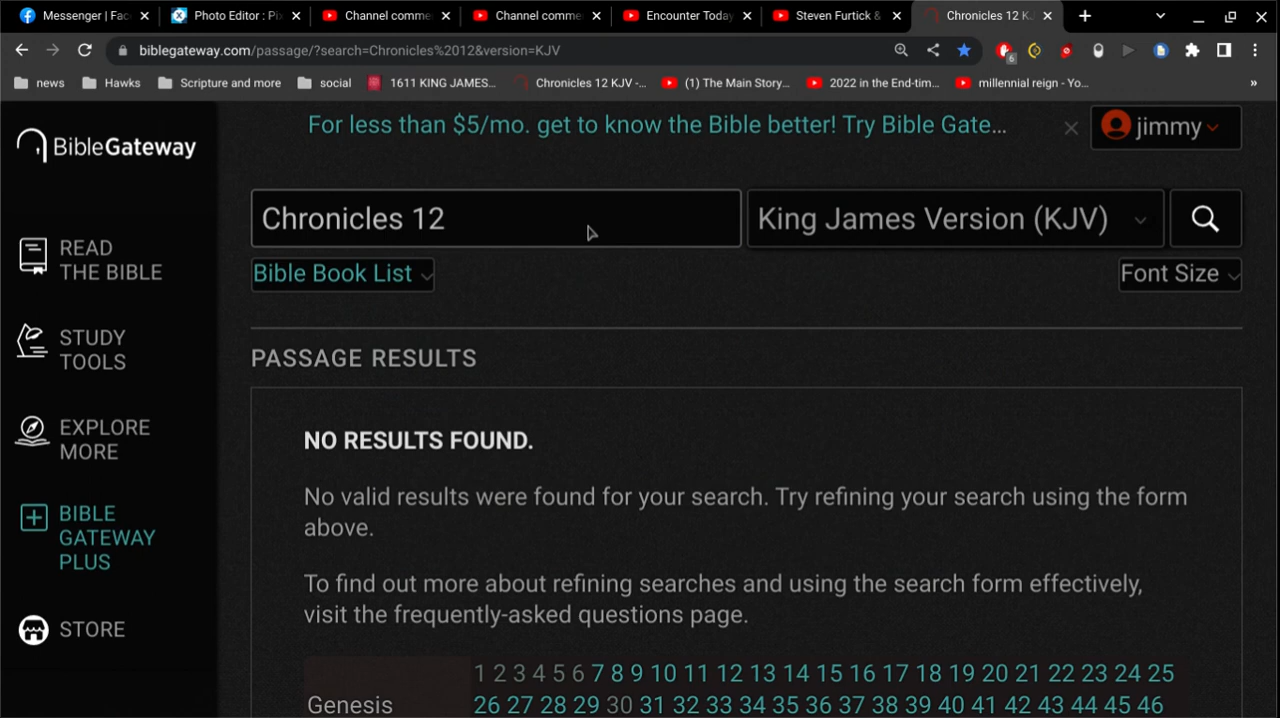 Messenger | Fac
Photo Editor : Pix
Channel comme
Channel comme
Encounter Today
Steven Furtick &
Chronicles 12 K
biblegateway.com/passage/?search=Chronicles%2012&version=KJV
6
news
Hawks
Scripture and more
social
1611 KING JAMES...
Chronicles 12 KJV -...
(1) The Main Story...
2022 in the End-tim...
millennial reign - Yo...
»
BibleGateway
For less than $5/mo. get to know the Bible better! Try Bible Gate...
jimmy
Chronicles 12
King James Version (KJV)
Bible Book List
Font Size
READ
THE BIBLE
STUDY
TOOLS
EXPLORE
MORE
BIBLE
GATEWAY
PLUS
STORE
PASSAGE RESULTS
NO RESULTS FOUND.
No valid results were found for your search. Try refining your search using the form
above.
To find out more about refining searches and using the search form effectively,
visit the frequently-asked questions page.
Genesis
1 2 3 4 5 6 7 8 9 10 11 12 13 14 15 16 17 18 19 20 21 22 23 24 25
26 27 28 29 30 31 32 33 34 35 36 37 38 39 40 41 42 43 44 45 46